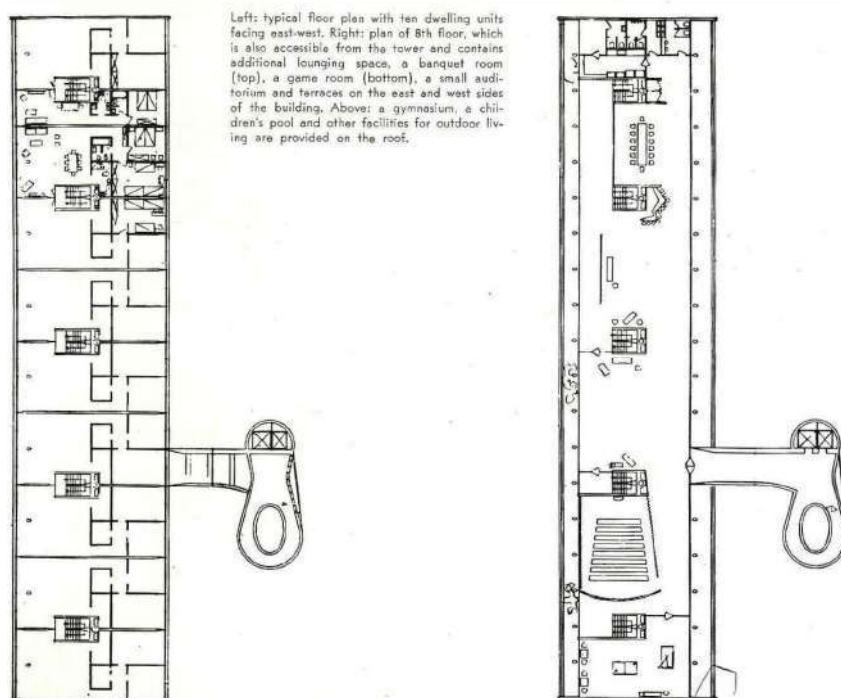 Left: typical floor plan with ten dwelling units
facing east-west. Right: plan of 8th floor, which
is also accessible from the tower and contains
additional lounging space, a banquet room
(top), a game room (bottom), a small audi-
torium and terraces on the east and west sides
of the building. Above: a gymnasium, a chil-
dren's pool and other facilities for outdoor liv-
ing are provided on the roof.